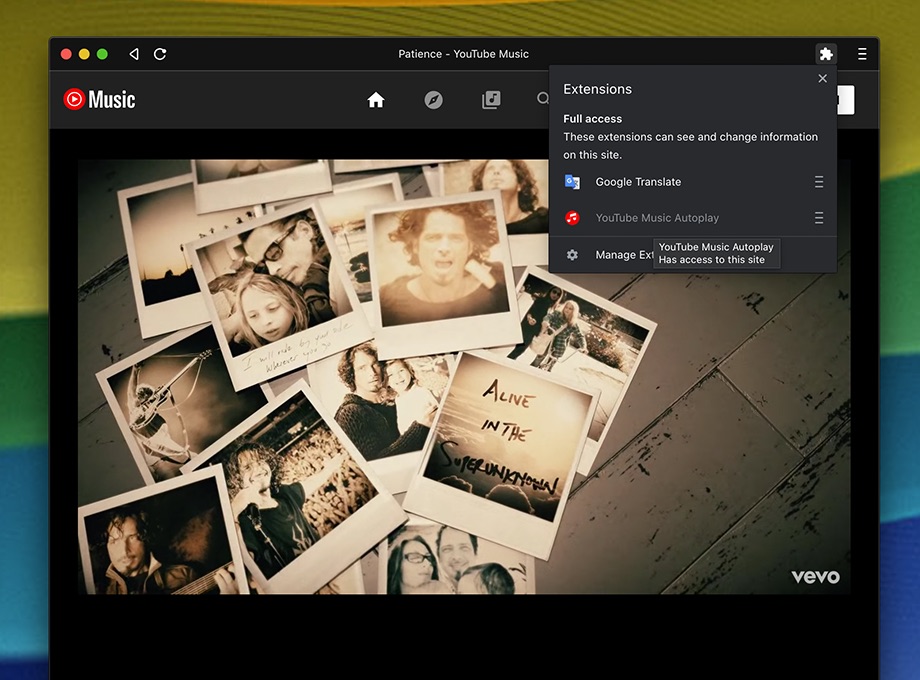 Patience - YouTube Music
Music
Extensions
Full access
These extensions can see and change information
on this site.
Google Translate
YouTube Music Autoplay
Manage Ext
YouTube Music Autoplay
Has access to this site
I will ride by your side
Wherever you go
ALIVE
IN THE
SUPERUNKNOWN
vevo